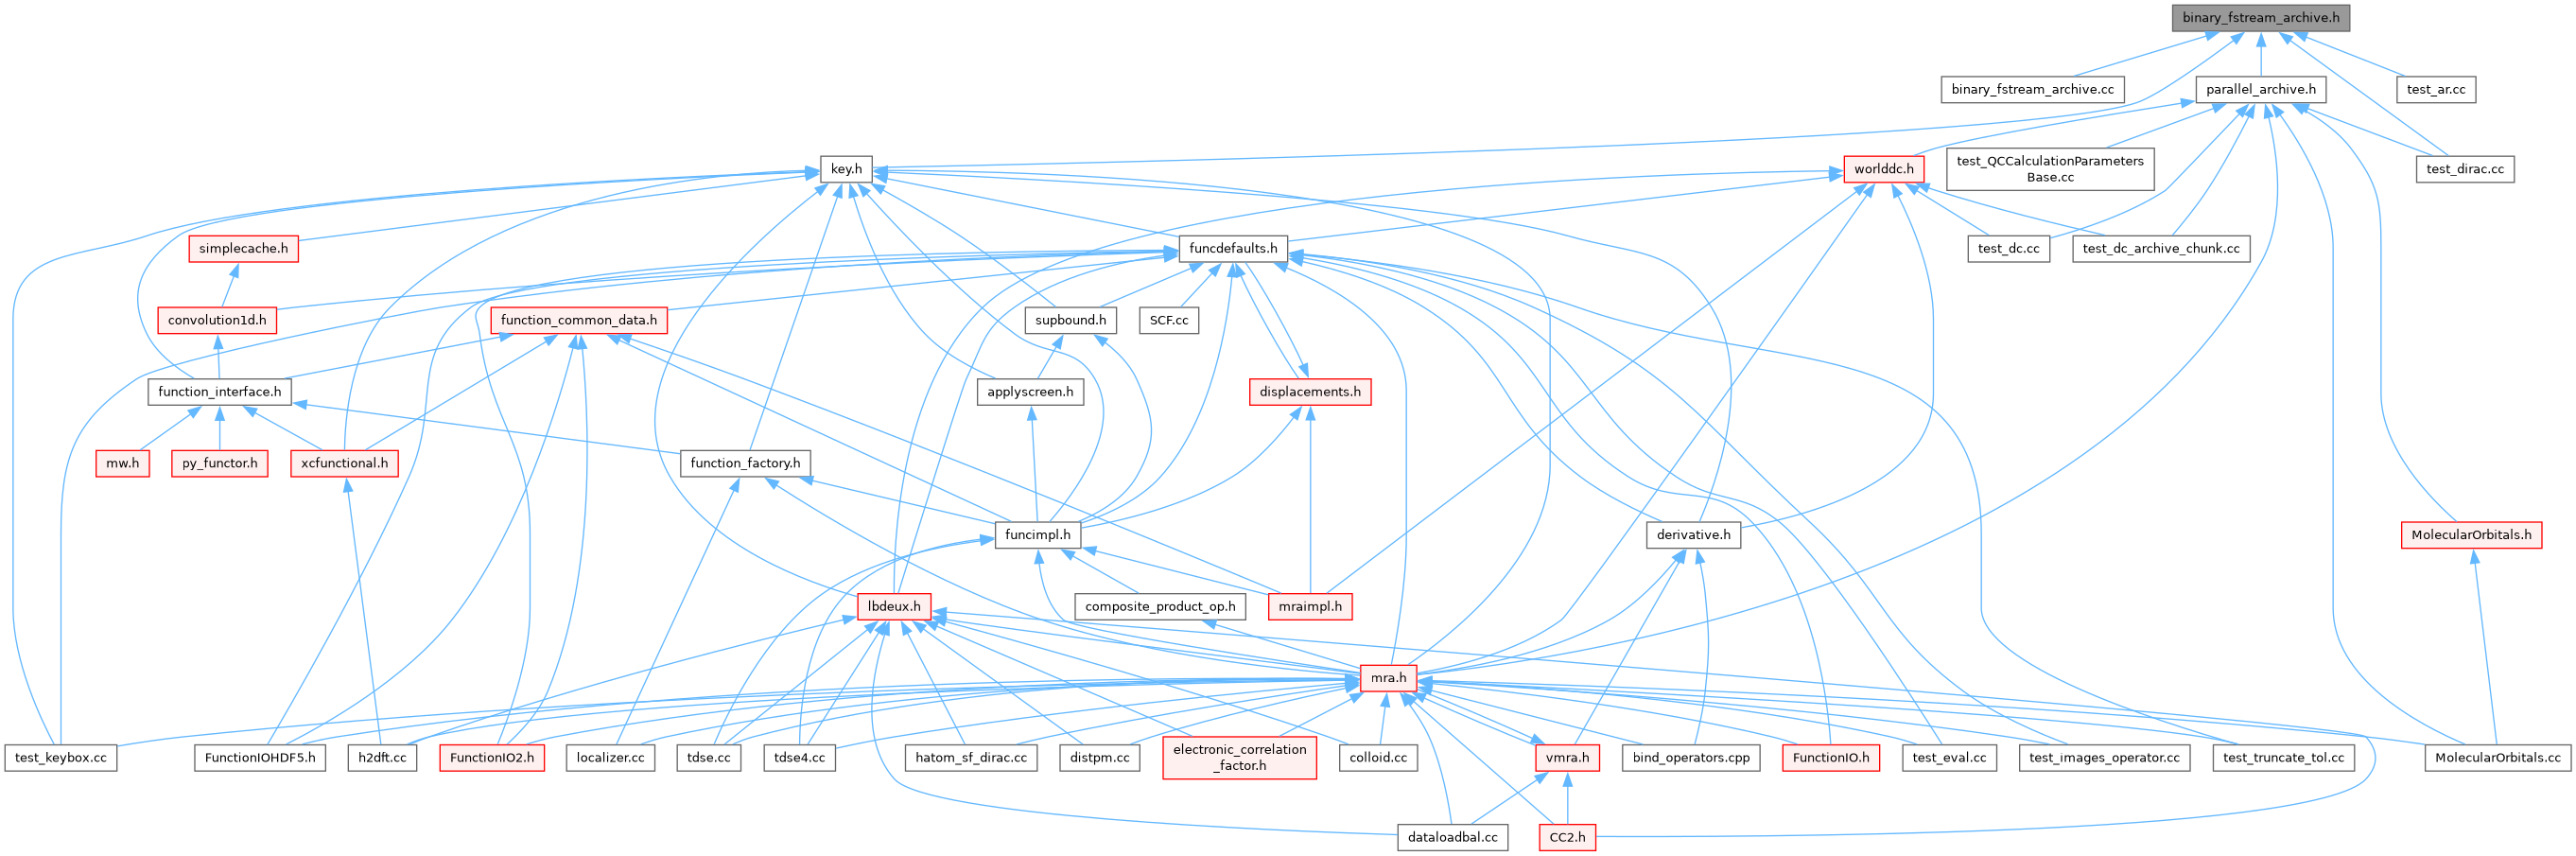 binary_fstream_archive.h
binary_fstream_archive.cc
parallel_archive.h
test_ar.cc
key.h
worlddc.h
test_QCCalculationParameters
Base.cc
test_dirac.cc
simplecache.h
funcdefaults.h
test_dc.cc
test_dc_archive_chunk.cc
convolution1d.h
function_common_data.h
supbound.h
SCF.cc
function_interface.h
applyscreen.h
displacements.h
mw.h
py_functor.h
xcfunctional.h
function_factory.h
funcimpl.h
derivative.h
MolecularOrbitals.h
lbdeux.h
composite_product_op.h
mraimpl.h
mra.h
test_keybox.cc
FunctionIOHDF5.h
h2dft.cc
FunctionIO2.h
localizer.cc
tdse.cc
tdse4.cc
hatom_sf_dirac.cc
distpm.cc
electronic_correlation
_factor.h
colloid.cc
vmra.h
bind_operators.cpp
FunctionIO.h
test_eval.cc
test_images_operator.cc
test_truncate_tol.cc
MolecularOrbitals.cc
dataloadbal.cc
CC2.h